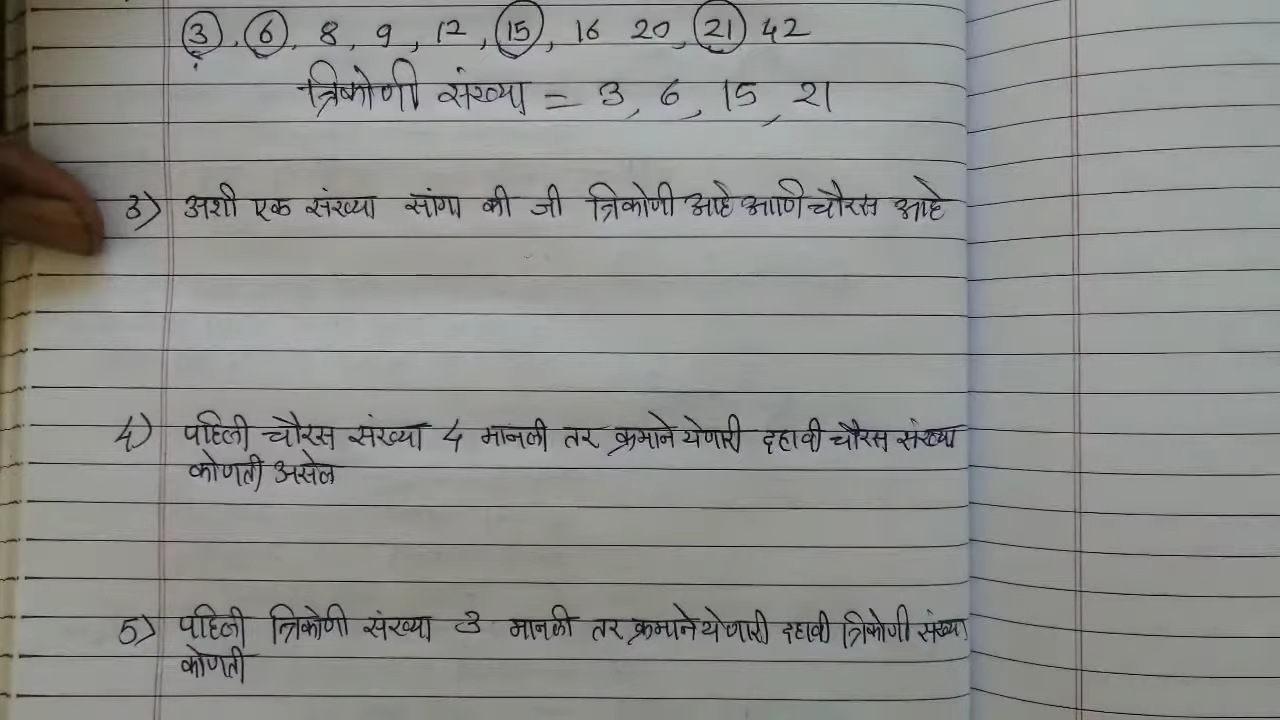 3, 6, 8, 9, 12, 15, 16 20, 21 42
त्रिकोणी संख्या = 3, 6, 15, 21
3) अशी एक संख्या सांगा की जी त्रिकोणी आहे आणि चौरस आहे
4) पहिली चौरस संख्या 4 मानली तर क्रमाने येणारी दहावी चौरस संख्या
कोणती असेल
5) पहिली त्रिकोणी संख्या 3 मानली तर क्रमाने येणारी दहावी त्रिकोणी संख्या
कोणती